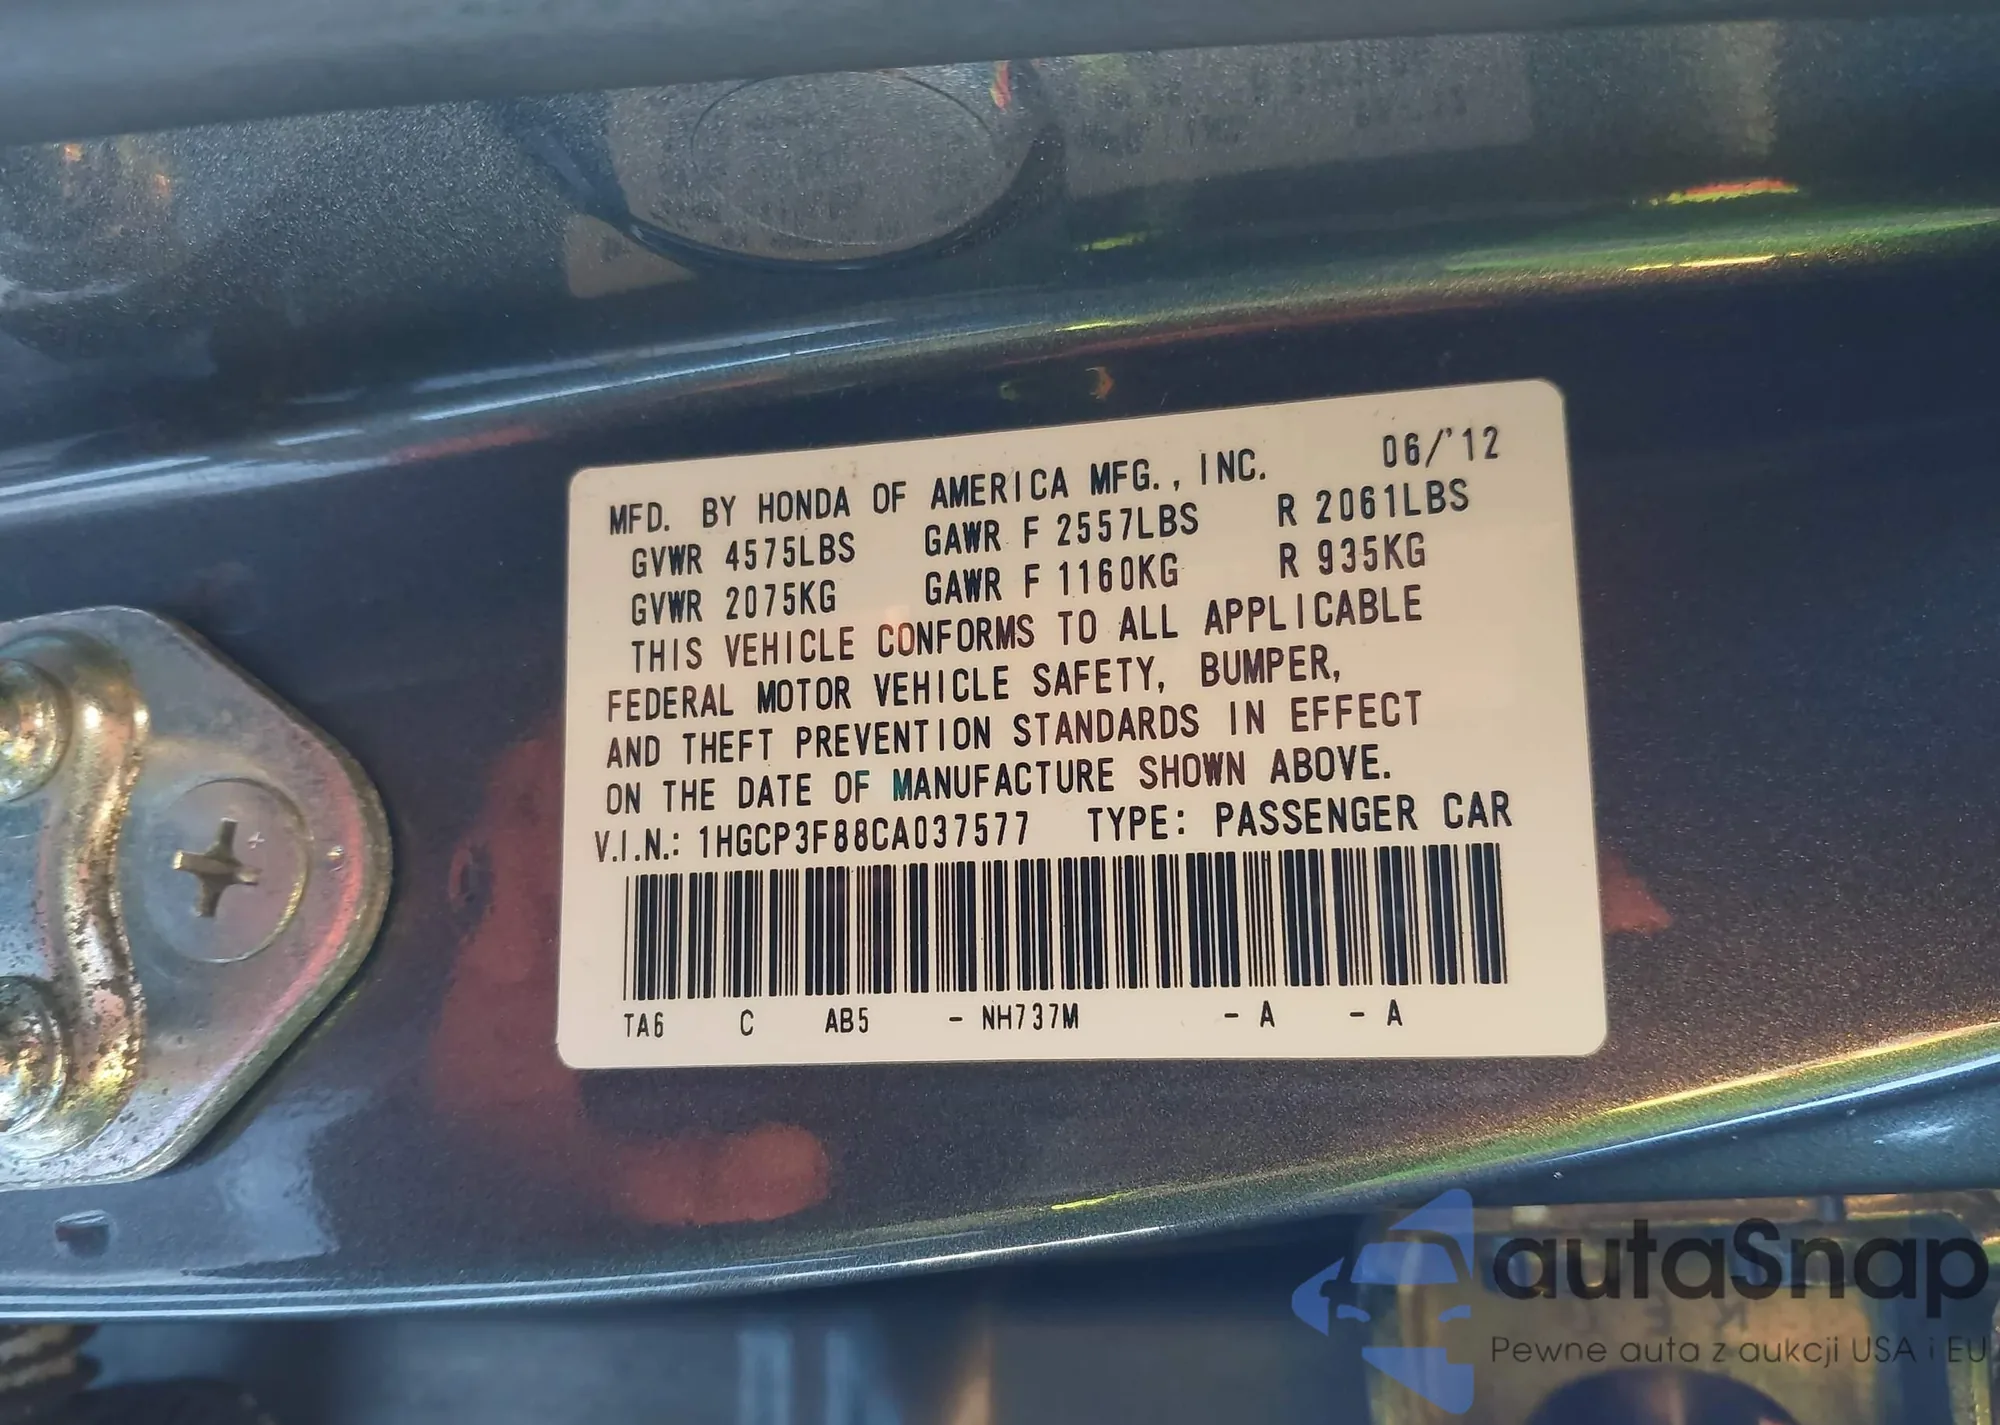 MFD. BY HONDA OF AMERICA MFG., INC. 06/'12
GVWR 4575LBS GAWR F 2557LBS R 2061LBS
GVWR 2075KG GAWR F 1160KG R 935KG
THIS VEHICLE CONFORMS TO ALL APPLICABLE
FEDERAL MOTOR VEHICLE SAFETY, BUMPER,
AND THEFT PREVENTION STANDARDS IN EFFECT
ON THE DATE OF MANUFACTURE SHOWN ABOVE.
V.I.N.: 1HGCP3F88CA037577 TYPE: PASSENGER CAR
TA6 C AB5 - NH737M - A - A
autaSnap
Pewne auta z aukcji USA i EU